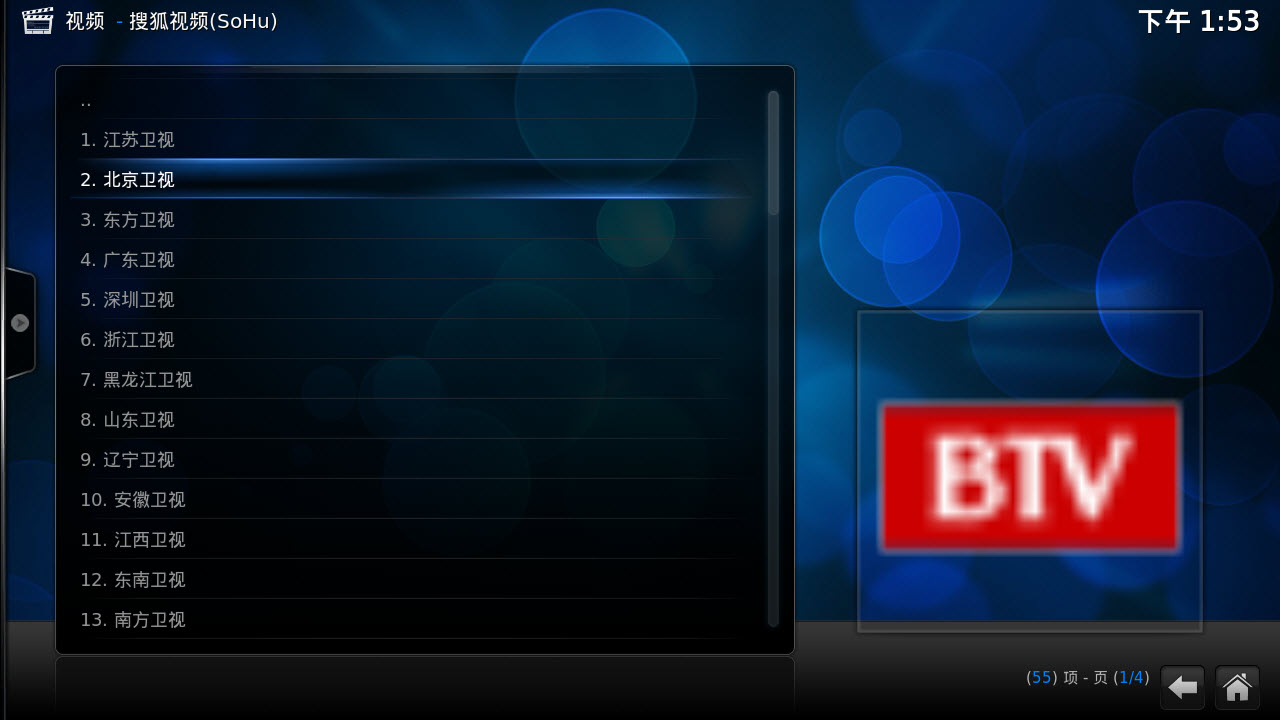 视频 - 搜狐视频(SoHu)
下午 1:53
..
1. 江苏卫视
2. 北京卫视
3. 东方卫视
4. 广东卫视
5. 深圳卫视
6. 浙江卫视
7. 黑龙江卫视
8. 山东卫视
9. 辽宁卫视
10. 安徽卫视
11. 江西卫视
12. 东南卫视
13. 南方卫视
BTV
(55) 项 - 页 (1/4)